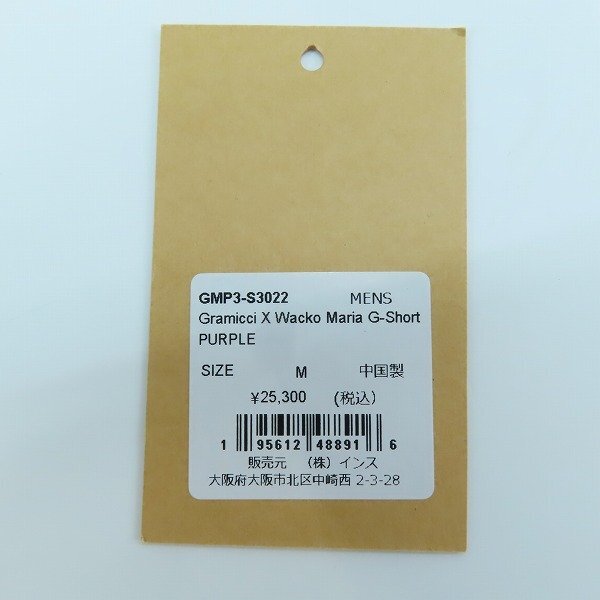 GMP3-S3022 MENS
Gramicci X Wacko Maria G-Short
PURPLE
SIZE M 中国製
¥25,300 (税込)
1 95612 48891 6
販売元 （株）インス
大阪府大阪市北区中崎西 2-3-28